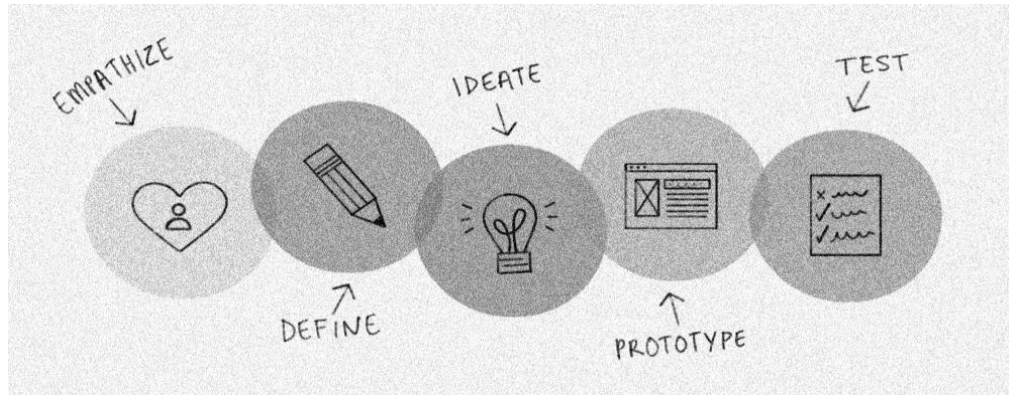 EMPATHIZE
DEFINE
IDEATE
PROTOTYPE
TEST